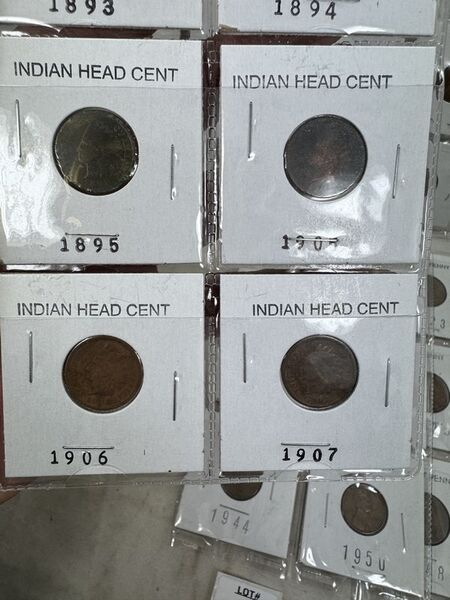 1893
1894
INDIAN HEAD CENT
INDIAN HEAD CENT
1895
1905
INDIAN HEAD CENT
INDIAN HEAD CENT
1906
1907
1944
1950
LOT#